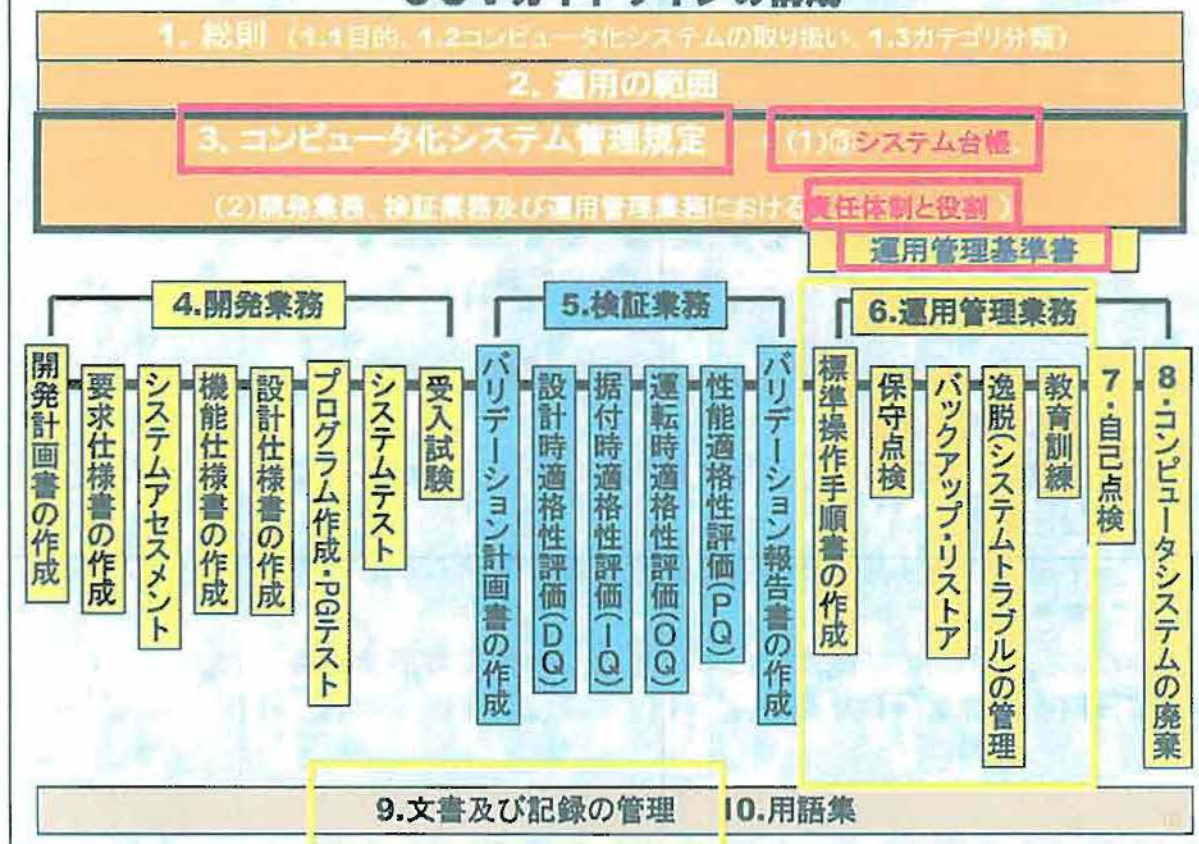 1. 総則 (1.1目的、1.2コンピュータ化システムの取り扱い、1.3カテゴリ分類)
2. 適用の範囲
3. コンピュータ化システム管理規定 (1)③システム台帳、
(2)開発業務、検証業務及び運用管理業務における責任体制と役割)
運用管理基準書
4.開発業務
5.検証業務
6.運用管理業務
開発計画書の作成
要求仕様書の作成
システムアセスメント
機能仕様書の作成
設計仕様書の作成
プログラム作成・PGテスト
システムテスト
受入試験
バリデーション計画書の作成
設計時適格性評価(DQ)
据付時適格性評価(IQ)
運転時適格性評価(OQ)
性能適格性評価(PQ)
バリデーション報告書の作成
標準操作手順書の作成
保守点検
バックアップ・リストア
逸脱(システムトラブル)の管理
教育訓練
7・自己点検
8・コンピュータシステムの廃棄
9.文書及び記録の管理 10.用語集